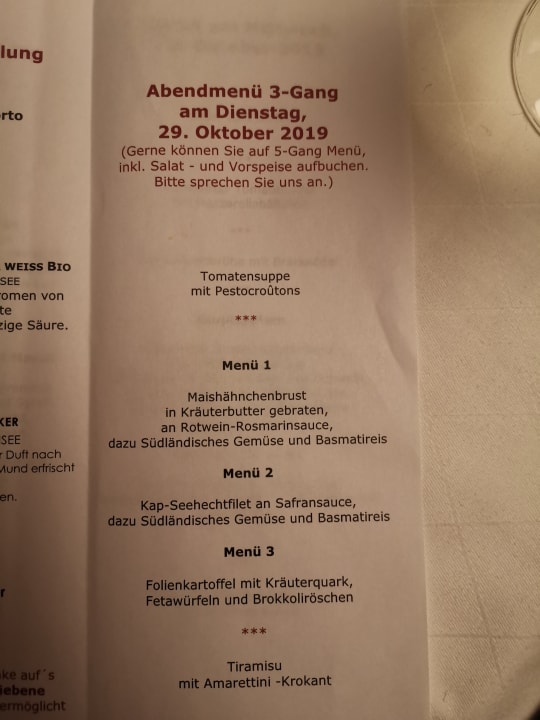 lung
rto
WEISS BIO
SEE
romen von
te
zige Säure.
KER
SEE
r Duft nach
Mund erfrischt
en.
r
ke auf´s
iebene
ermöglicht
Abendmenü 3-Gang
am Dienstag,
29. Oktober 2019
(Gerne können Sie auf 5-Gang Menü,
inkl. Salat - und Vorspeise aufbuchen.
Bitte sprechen Sie uns an.)
Tomatensuppe
mit Pestocroûtons
***
Menü 1
Maishähnchenbrust
in Kräuterbutter gebraten,
an Rotwein-Rosmarinsauce,
dazu Südländisches Gemüse und Basmatireis
Menü 2
Kap-Seehechtfilet an Safransauce,
dazu Südländisches Gemüse und Basmatireis
Menü 3
Folienkartoffel mit Kräuterquark,
Fetawürfeln und Brokkoliröschen
***
Tiramisu
mit Amarettini -Krokant